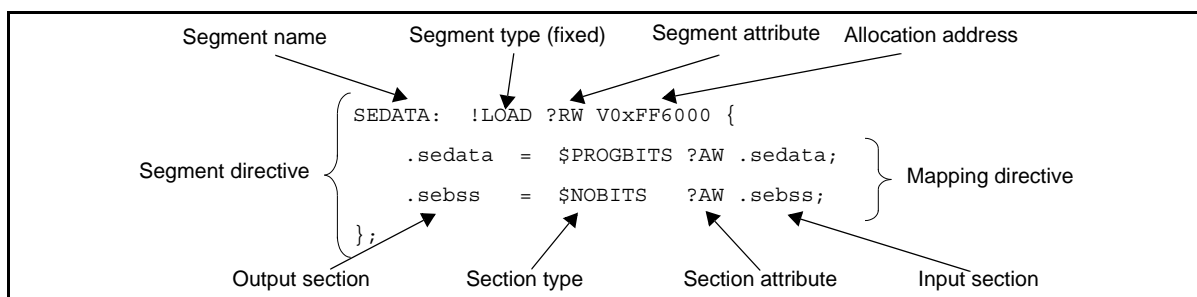 Segment name Segment type (fixed) Segment attribute Allocation address
SEDATA: !LOAD ?RW V0xFF6000 {
.sedata = $PROGBITS ?AW .sedata;
Segment directive
Mapping directive
.sebss = $NOBITS ?AW .sebss;
};
Output section Section type Section attribute Input section